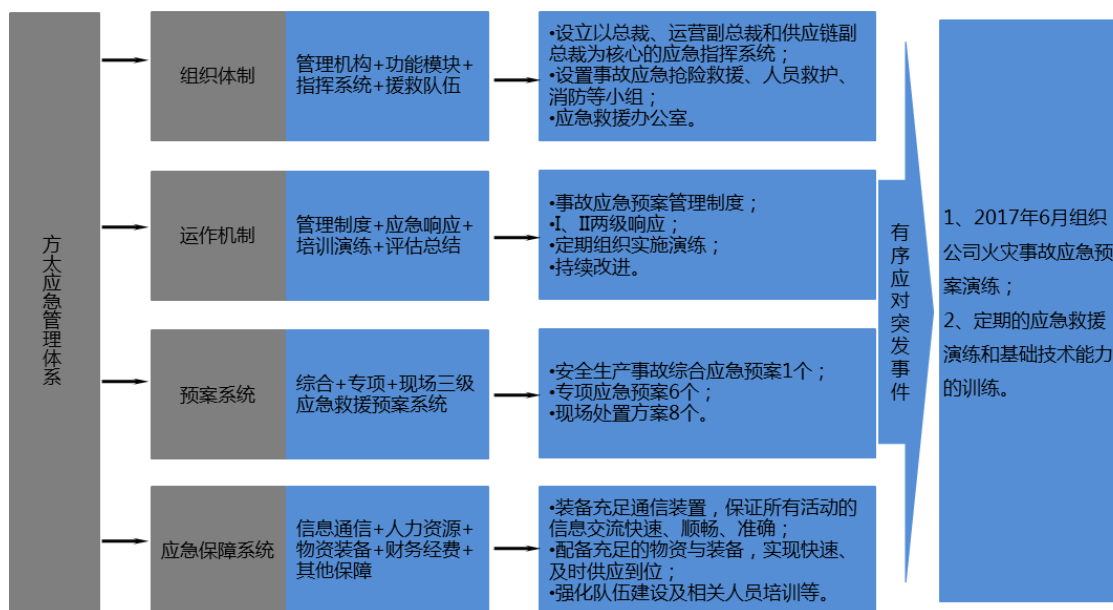 方太应急管理体系
组织体制
管理机构+功能模块+
指挥系统+援救队伍
•设立以总裁、运营副总裁和供应链副
总裁为核心的应急指挥系统；
•设置事故应急抢险救援、人员救护、
消防等小组；
•应急救援办公室。
运作机制
管理制度+应急响应+
培训演练+评估总结
•事故应急预案管理制度；
•I、II两级响应；
•定期组织实施演练；
•持续改进。
预案系统
综合+专项+现场三级
应急救援预案系统
•安全生产事故综合应急预案1个；
•专项应急预案6个；
•现场处置方案8个。
应急保障系统
信息通信+人力资源+
物资装备+财务经费+
其他保障
•装备充足通信装置，保证所有活动的
信息交流快速、顺畅、准确；
•配备充足的物资与装备，实现快速、
及时供应到位；
•强化队伍建设及相关人员培训等。
有序应对突发事件
1、2017年6月组织
公司火灾事故应急预
案演练；
2、定期的应急救援
演练和基础技术能力
的训练。